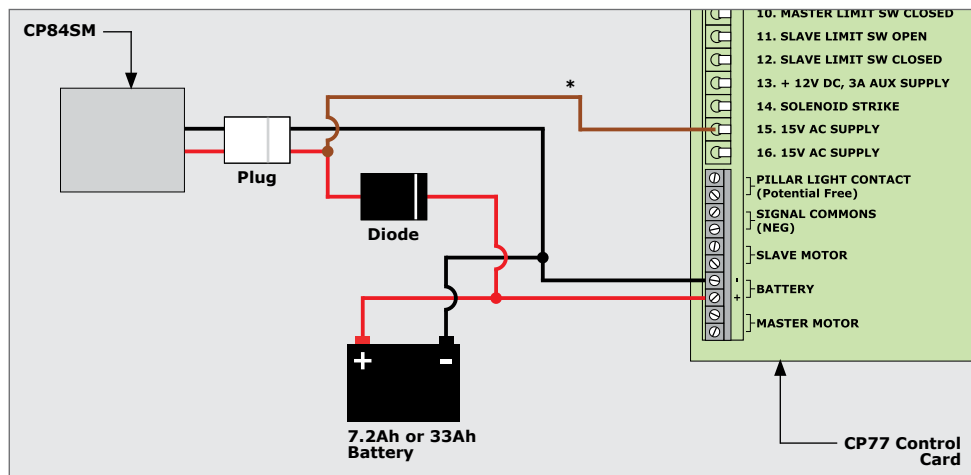 CP84SM
Plug
*
Diode
+ -
7.2Ah or 33Ah
Battery
10. MASTER LIMIT SW CLOSED
11. SLAVE LIMIT SW OPEN
12. SLAVE LIMIT SW CLOSED
13. + 12V DC, 3A AUX SUPPLY
14. SOLENOID STRIKE
15. 15V AC SUPPLY
16. 15V AC SUPPLY
PILLAR LIGHT CONTACT
(Potential Free)
SIGNAL COMMONS
(NEG)
SLAVE MOTOR
-
BATTERY
+
MASTER MOTOR
CP77 Control
Card